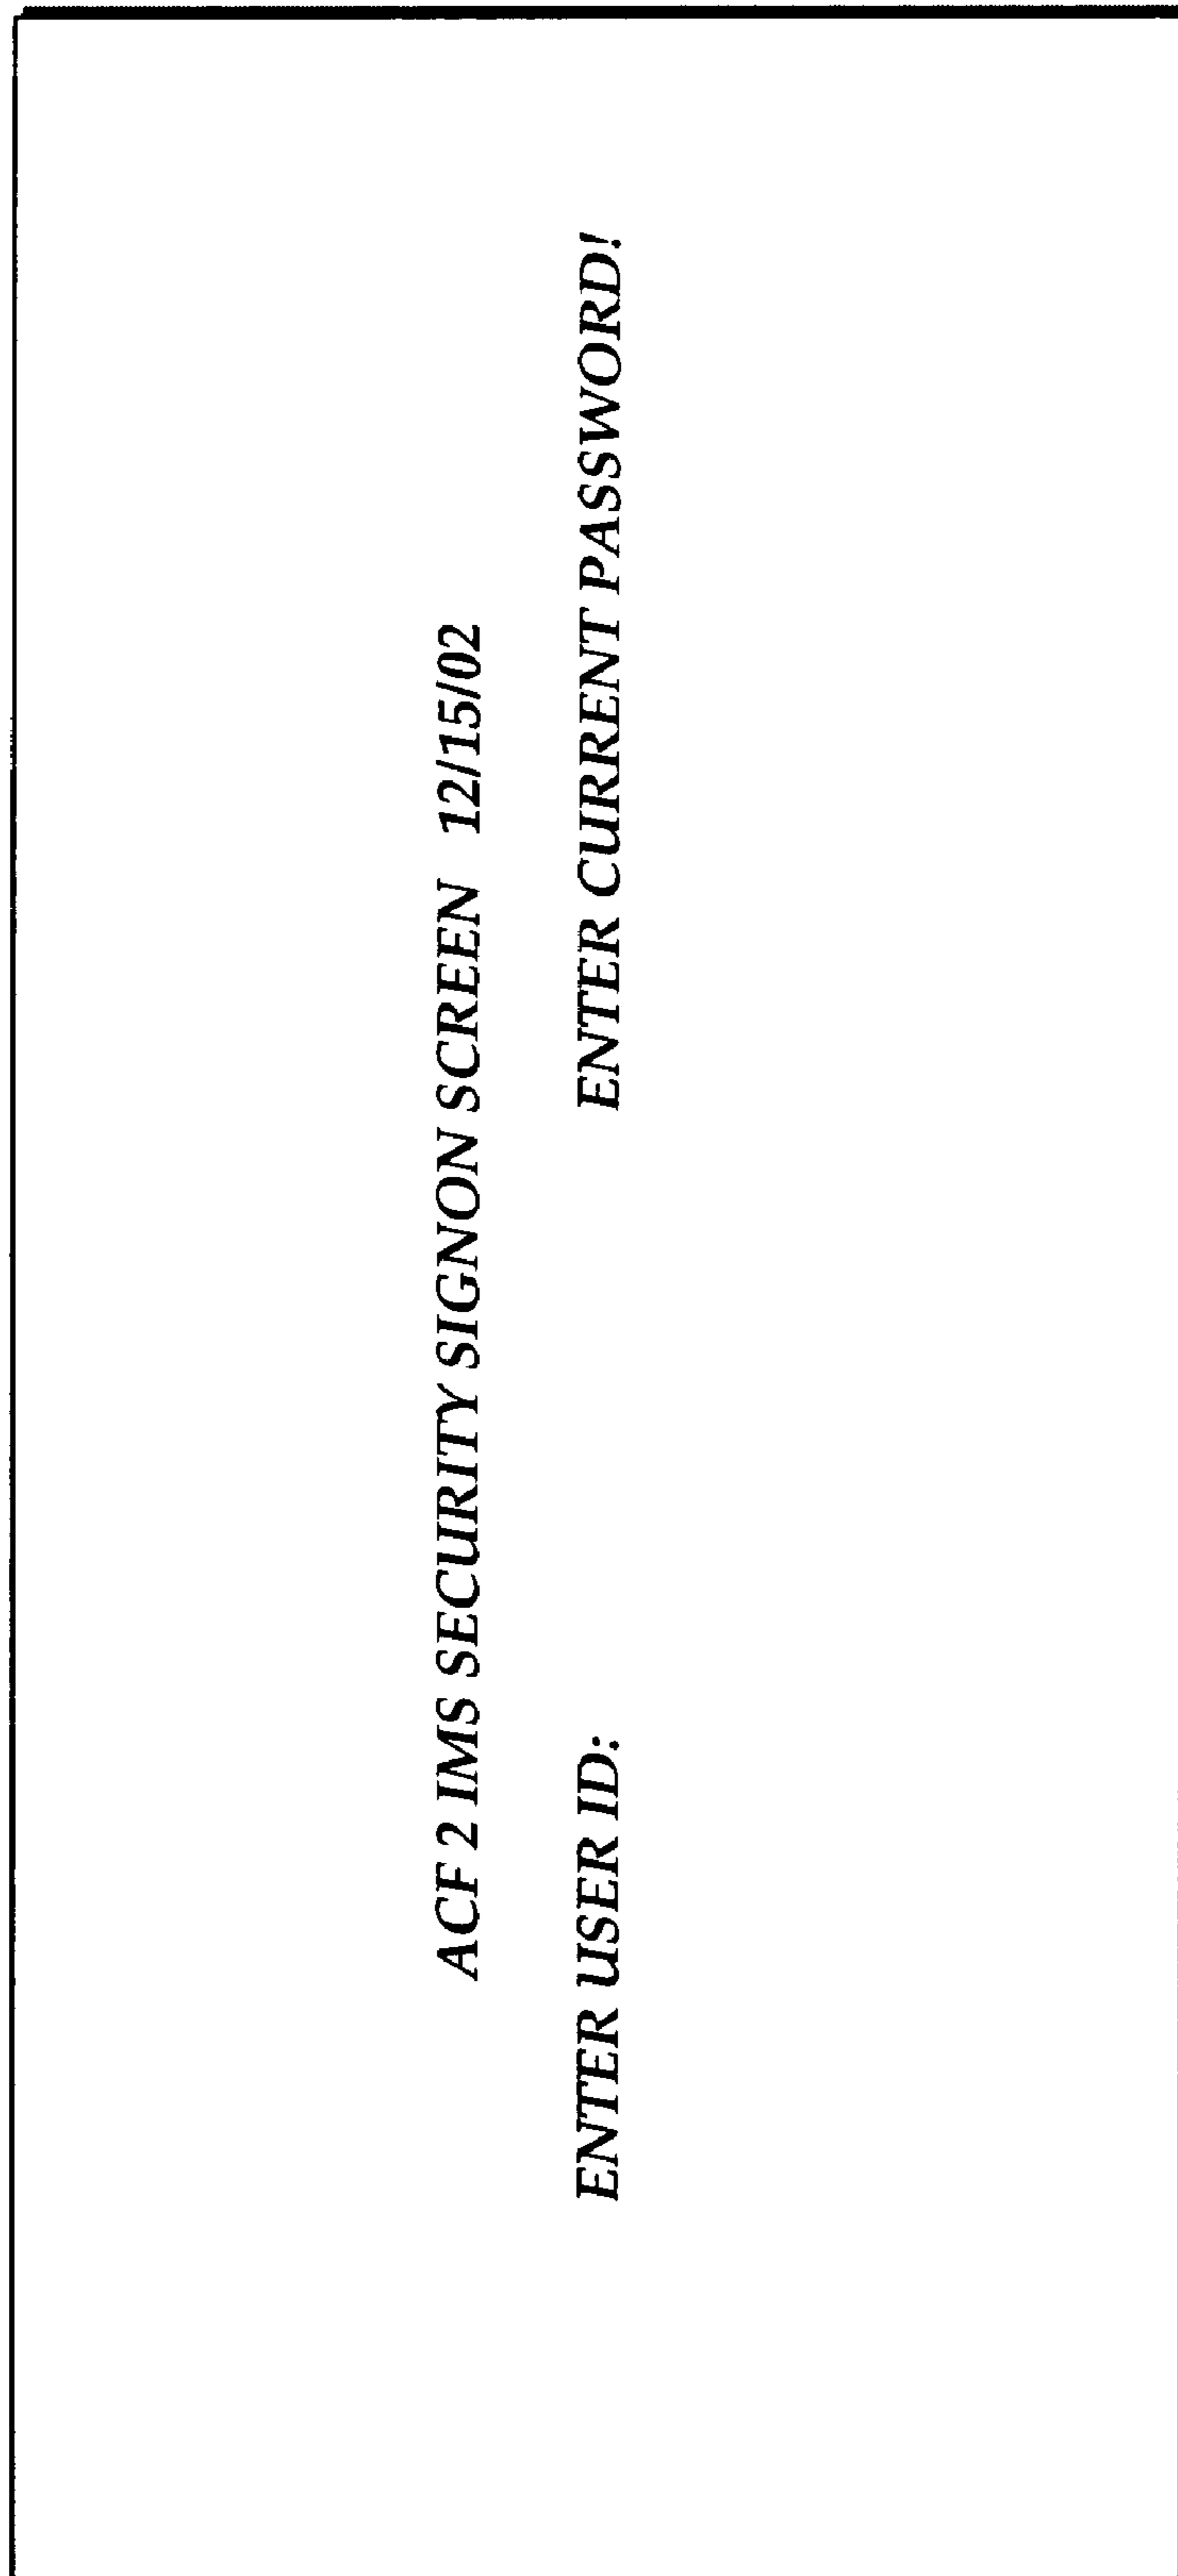 ACF 2 IMS SECURITY SIGNON SCREEN 12/15/02
ENTER USER ID: ENTER CURRENT PASSWORD!